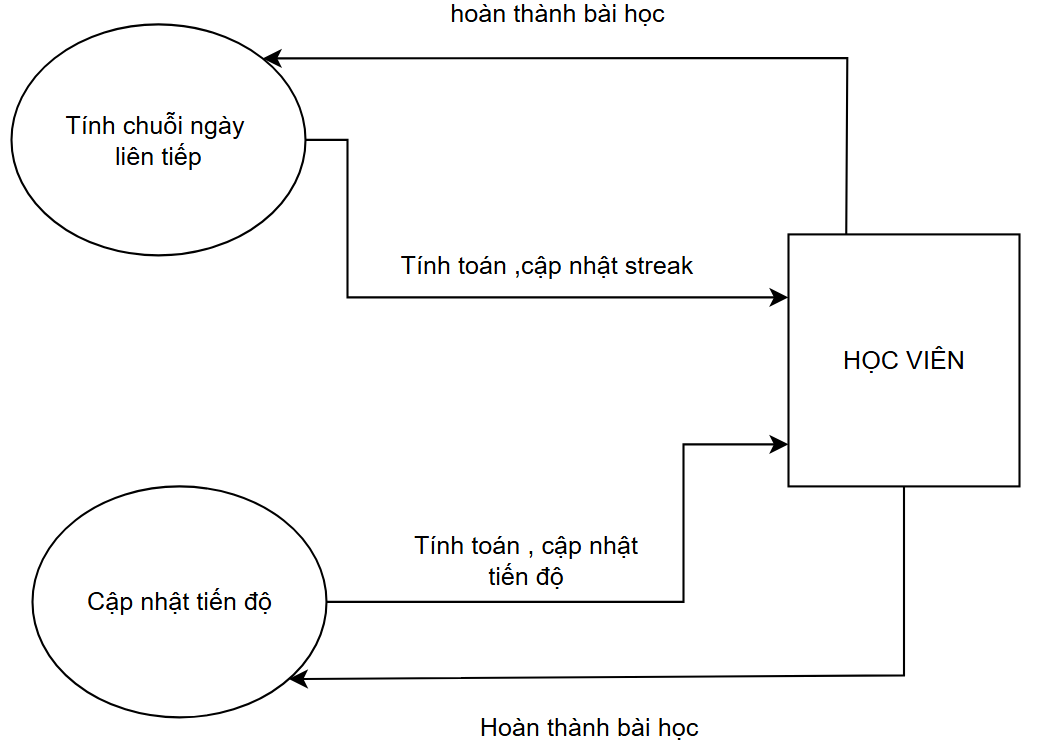 hoàn thành bài học
Tính chuỗi ngày
liên tiếp
Tính toán ,cập nhật streak
HỌC VIÊN
Tính toán , cập nhật
tiến độ
Cập nhật tiến độ
Hoàn thành bài học